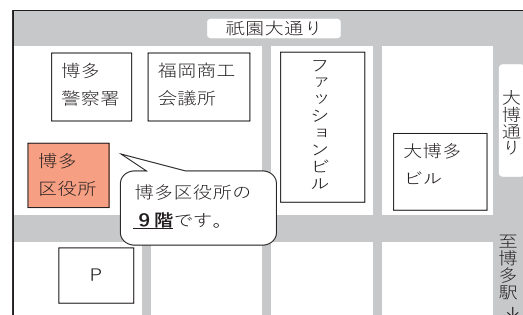 祇園大通り
博多
警察署
福岡商工
会議所
ファッションビル
大博通り
大博多
ビル
博多
区役所
博多区役所の
9階です。
P
至博多駅